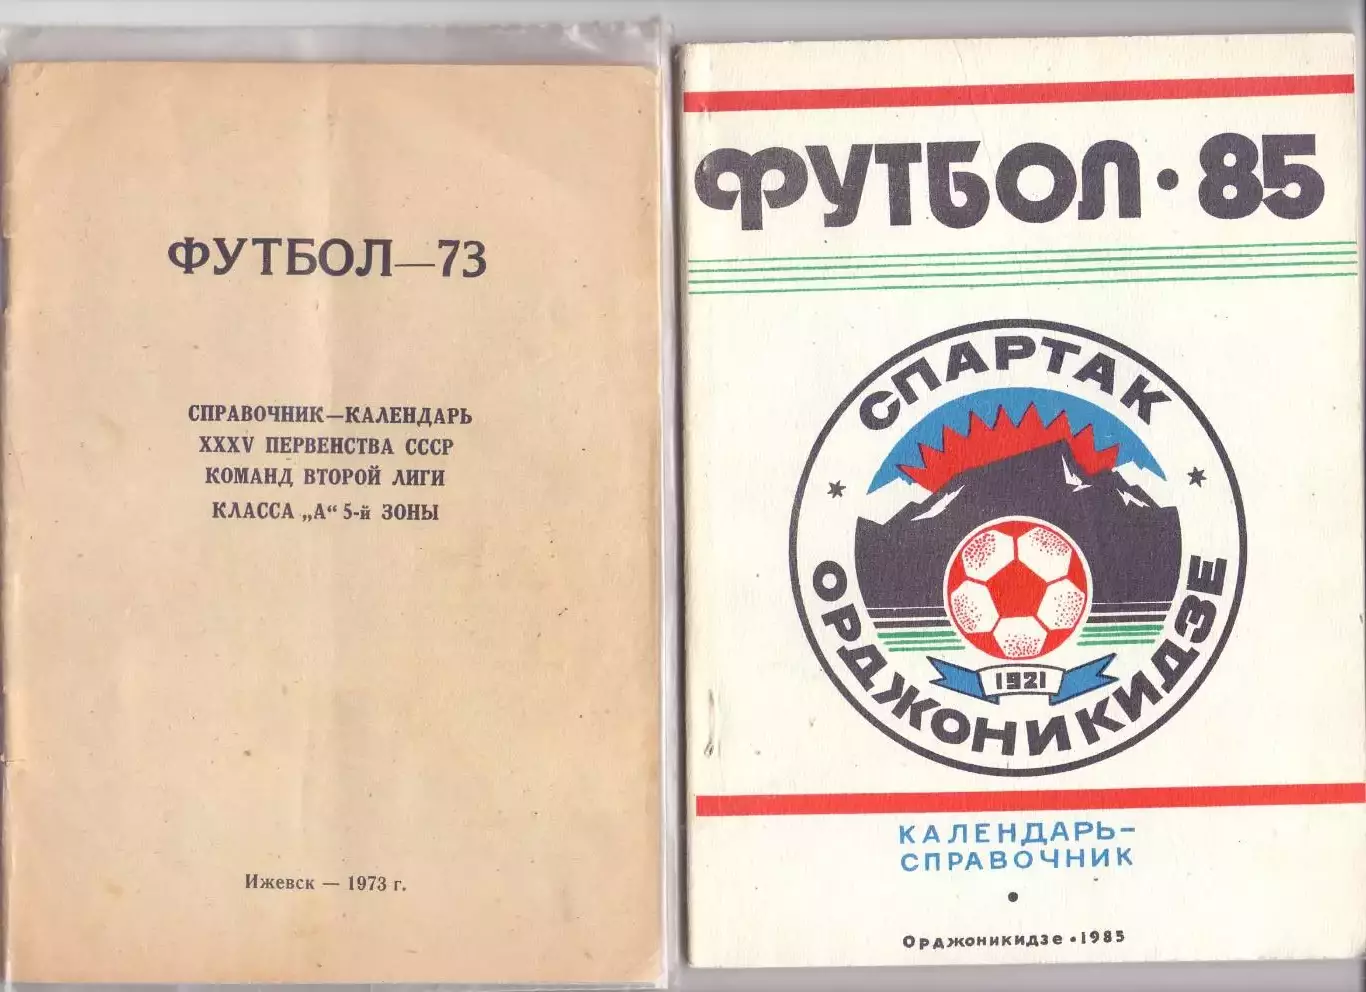 ФУТБОЛ—73
СПРАВОЧНИК—КАЛЕНДАРЬ
XXXV ПЕРВЕНСТВА СССР
КОМАНД ВТОРОЙ ЛИГИ
КЛАССА „А“ 5-й ЗОНЫ
Ижевск — 1973 г.
ФУТБОЛ·85
СПАРТАК
ОРДЖОНИКИДЗЕ
1921
КАЛЕНДАРЬ-
СПРАВОЧНИК
Орджоникидзе·1985